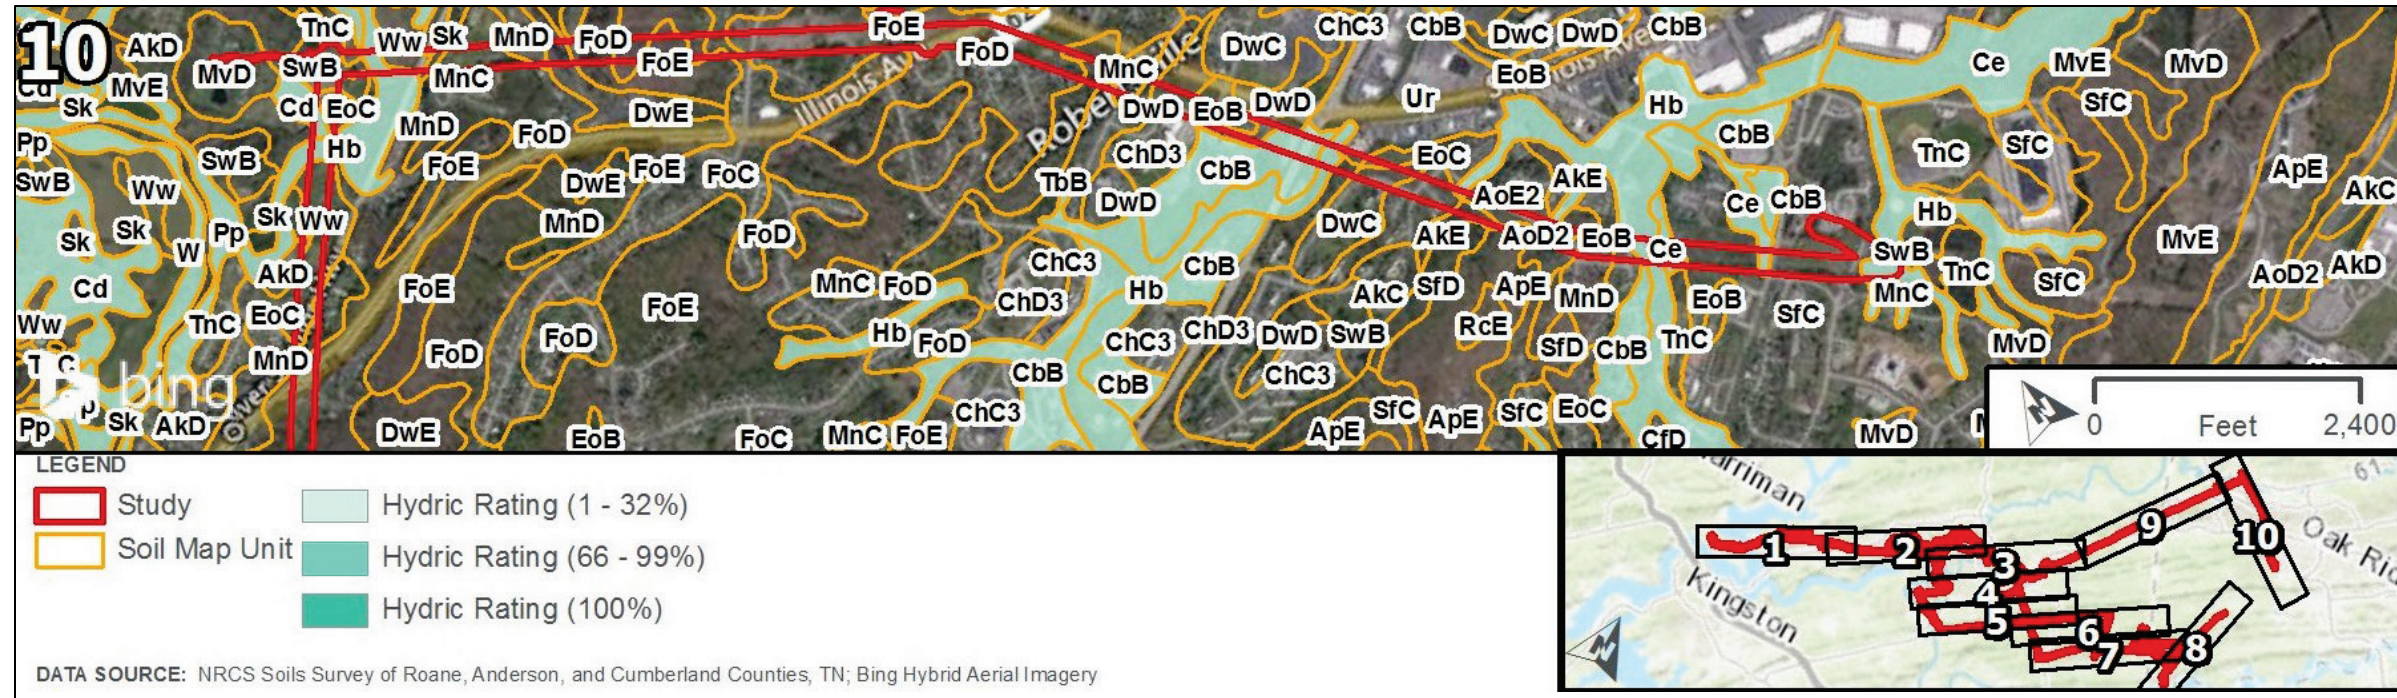 10
AkD
TnC
Ww
Sk
MnD
FoD
FoE
FoD
DwC
ChC3
CbB
DwC
DwD
CbB
MvE
MvD
SwB
MnC
FoE
MnC
EoB
Ce
MvE
MvD
Cd
Sk
Cd
EoC
MnD
FoD
DwE
Illinois Av
DwD
EoB
DwD
Ur
Hb
SfC
Pp
SwB
Hb
FoE
ChD3
CbB
EoC
CbB
TnC
SfC
SwB
Ww
DwE
FoE
FoC
TbB
DwD
AoE2
AkE
Ce
CbB
Hb
ApE
AkC
Sk
Sk
W
Pp
Sk
Ww
MnD
FoD
DwC
AkE
AoD2
EoB
Ce
SwB
MvE
Cd
AkD
FoE
FoE
MnC
FoD
ChC3
ChD3
Hb
CbB
AkC
SfD
ApE
MnD
EoB
SfC
MnC
TnC
SfC
AoD2
AkD
Ww
TnC
EoC
MnD
FoD
FoD
Hb
FoD
CbB
ChC3
ChD3
DwD
SwB
RcE
SfD
CbB
TnC
MvD
bing
ChC3
CbB
ChC3
Pp
Sk
AkD
DwE
EoB
FoC
MnC
FoE
ApE
SfC
ApE
SfC
EoC
CfD
MvD
N
0
Feet
2,400
LEGEND
Study
Soil Map Unit
Hydric Rating (1 - 32%)
Hydric Rating (66 - 99%)
Hydric Rating (100%)
DATA SOURCE: NRCS Soils Survey of Roane, Anderson, and Cumberland Counties, TN; Bing Hybrid Aerial Imagery
arriman
Kingston
Oak Ri
61
1
2
3
4
5
6
7
8
9
10
N